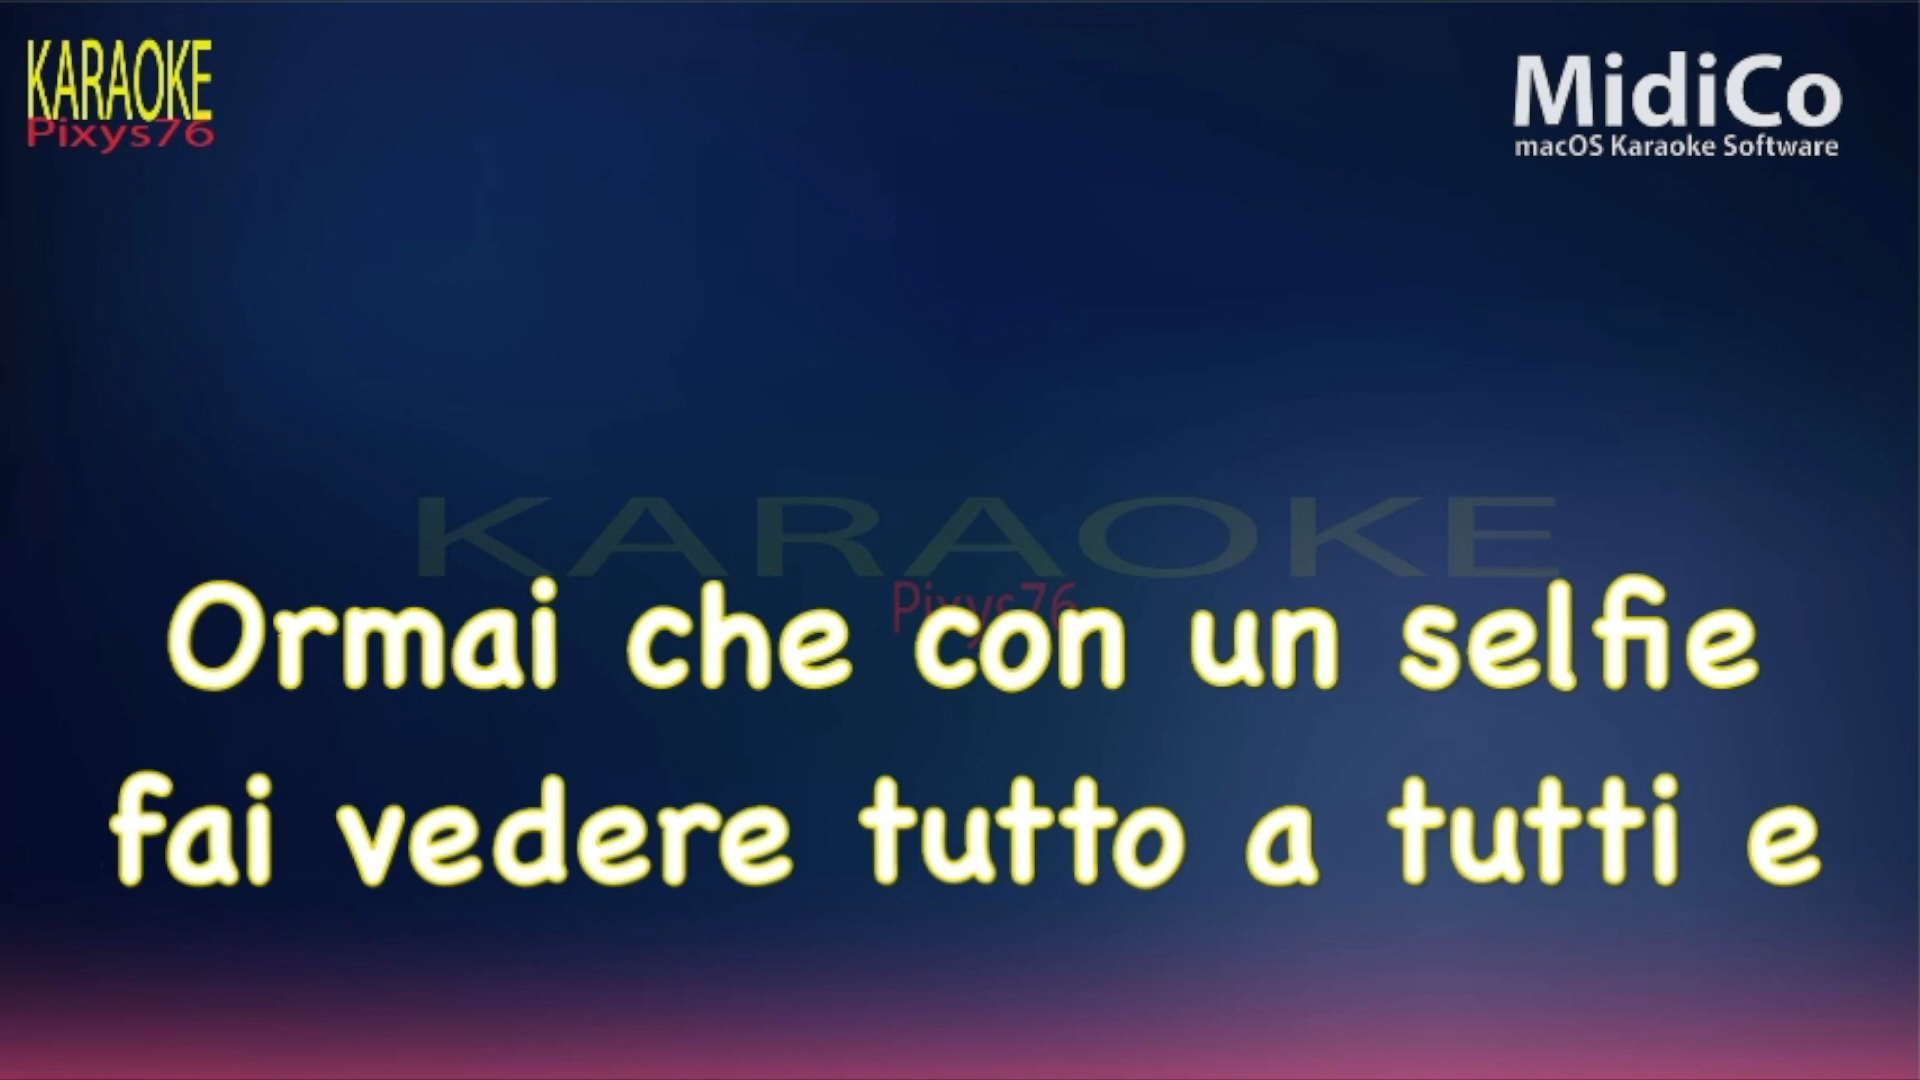 KARAOKE
Pixys76
MidiCo
macOS Karaoke Software
KARAOKE
Pixys76
Ormai che con un selfie
fai vedere tutto a tutti e